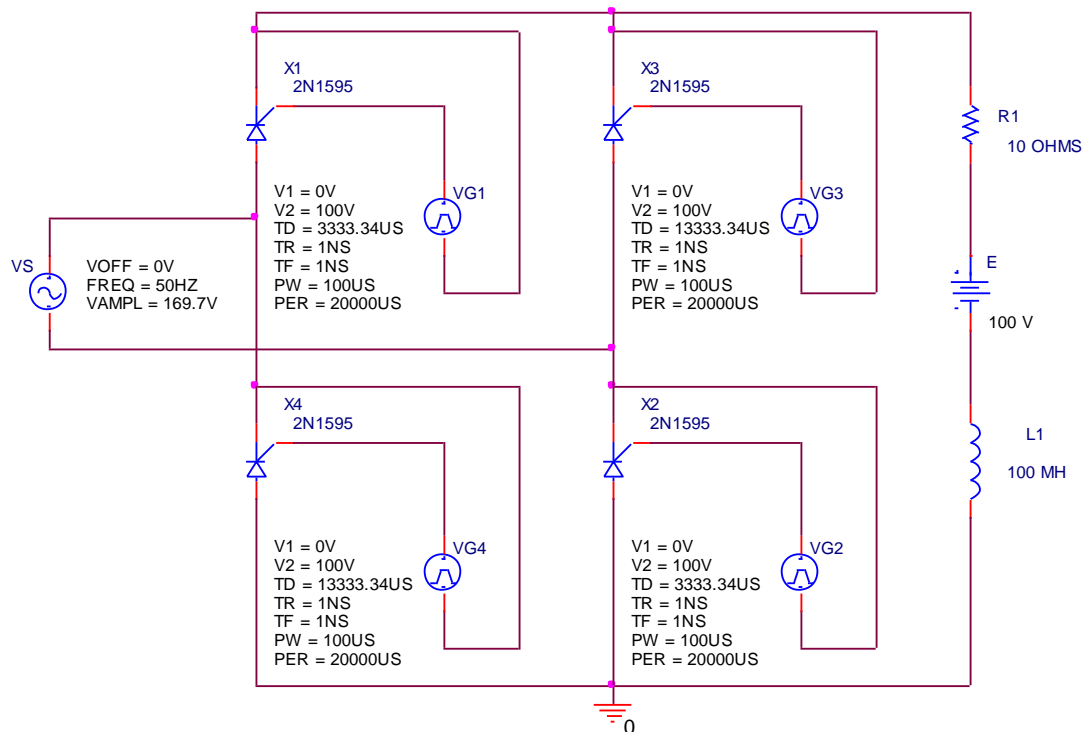 X1
2N1595
X3
2N1595
R1
10 OHMS
VG1
V1 = 0V
V2 = 100V
TD = 3333.34US
TR = 1NS
TF = 1NS
PW = 100US
PER = 20000US
VG3
V1 = 0V
V2 = 100V
TD = 13333.34US
TR = 1NS
TF = 1NS
PW = 100US
PER = 20000US
VS
VOFF = 0V
FREQ = 50HZ
VAMPL = 169.7V
E
100 V
X4
2N1595
X2
2N1595
L1
100 MH
VG4
V1 = 0V
V2 = 100V
TD = 13333.34US
TR = 1NS
TF = 1NS
PW = 100US
PER = 20000US
VG2
V1 = 0V
V2 = 100V
TD = 3333.34US
TR = 1NS
TF = 1NS
PW = 100US
PER = 20000US
0